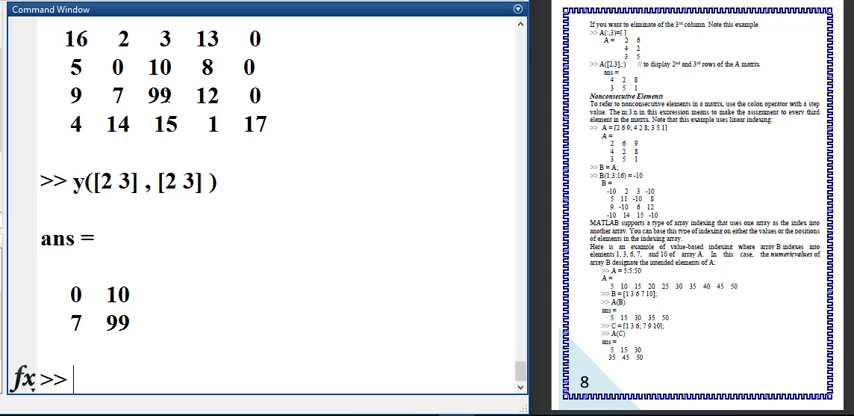 Command Window
16 2 3 13 0
5 0 10 8 0
9 7 99 12 0
4 14 15 1 17
>> y([2 3] , [2 3] )
ans =
0 10
7 99
fx >>
If you want to eliminate of the 3rd column. Note this example
>> A(:,3)=[ ]
A = 2 6
4 2
3 5
>> A([2,3],:) // to display 2nd and 3rd rows of the A matrix
ans =
4 2 8
3 5 1
Nonconsecutive Elements
To refer to nonconsecutive elements in a matrix, use the colon operator with a step
value. The m:3:n in this expression means to make the assignment to every third
element in the matrix. Note that this example uses linear indexing:
>> A = [2 6 9; 4 2 8; 3 5 1]
A =
2 6 9
4 2 8
3 5 1
>> B = A;
>> B(1:3:16) = -10
B =
-10 2 3 -10
5 11 -10 8
9 -10 6 12
-10 14 15 -10
MATLAB supports a type of array indexing that uses one array as the index into
another array. You can base this type of indexing on either the values or the positions
of elements in the indexing array.
Here is an example of value-based indexing where array B indexes into
elements 1, 3, 6, 7, and 10 of array A. In this case, the numericvalues of
array B designate the intended elements of A:
>> A = 5:5:50
A =
5 10 15 20 25 30 35 40 45 50
>> B = [1 3 6 7 10];
>> A(B)
ans =
5 15 30 35 50
>> C = [1 3 6; 7 9 10];
>> A(C)
ans =
5 15 30
35 45 50
8